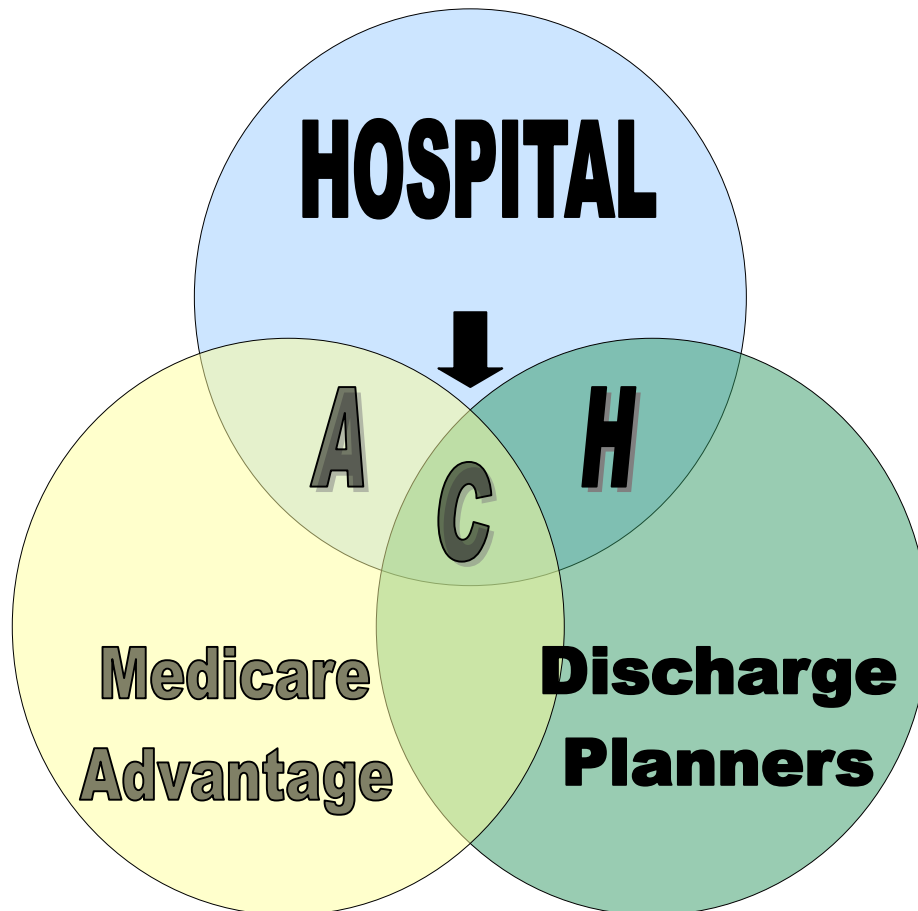 HOSPITAL
A
H
C
Medicare
Advantage
Discharge
Planners